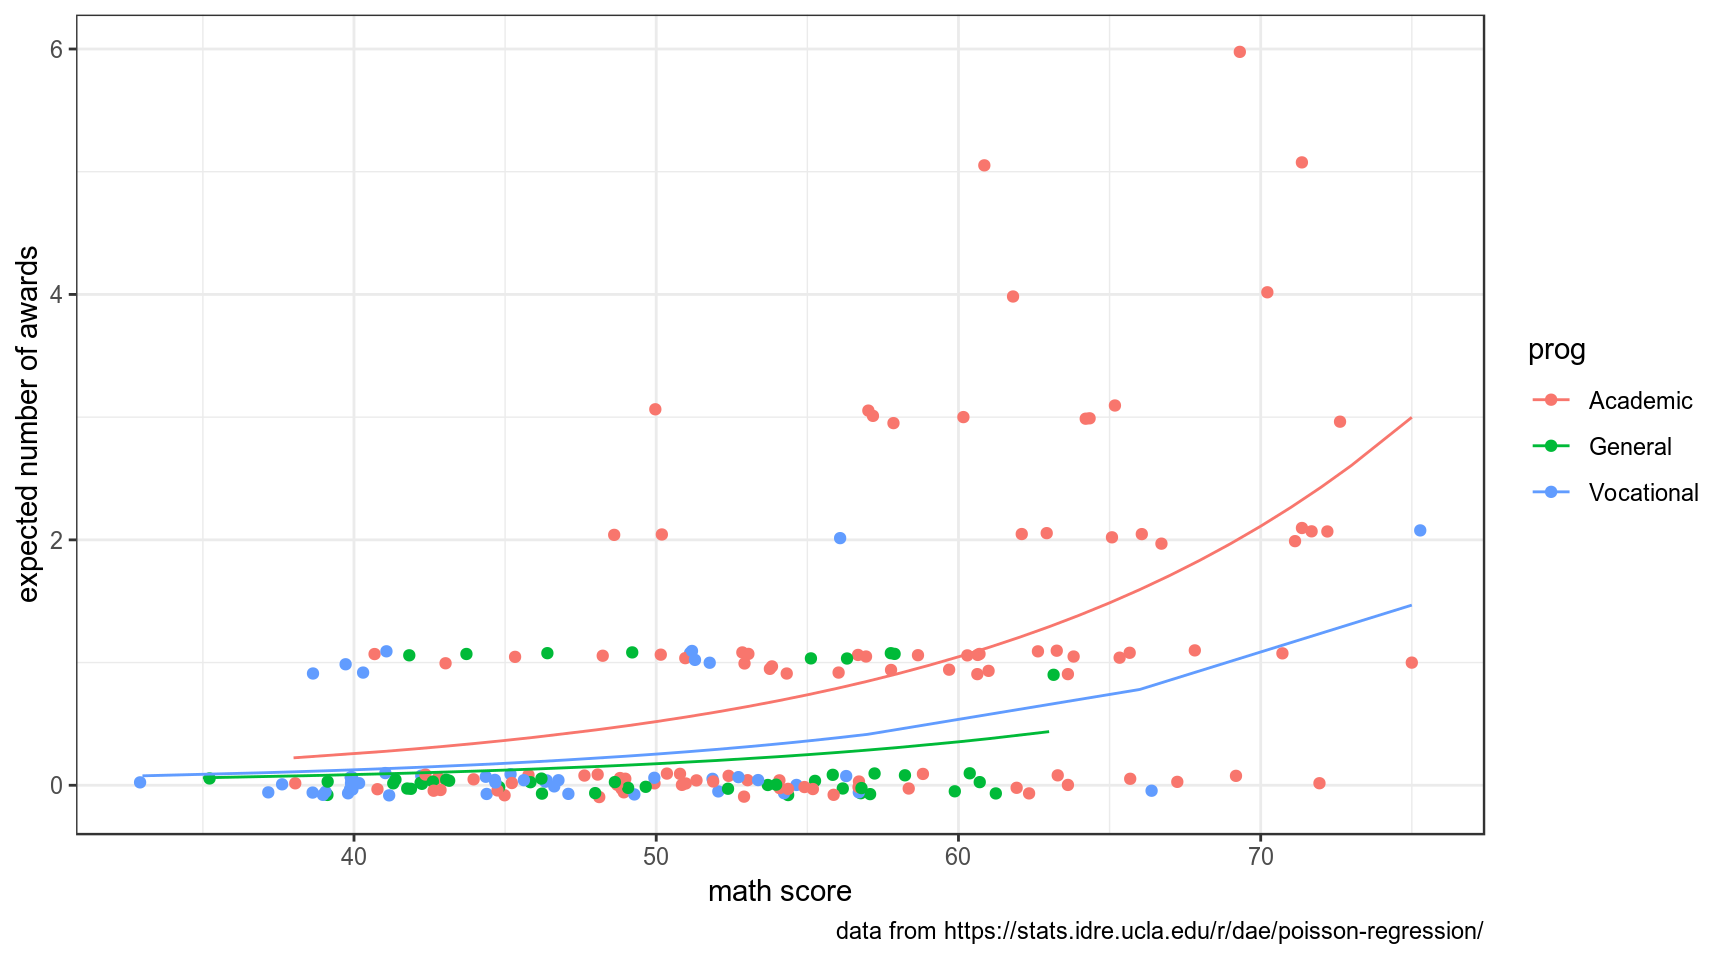 6
4
2
0
expected number of awards
40 50 60 70
math score
data from https://stats.idre.ucla.edu/r/dae/poisson-regression/
prog
Academic
General
Vocational